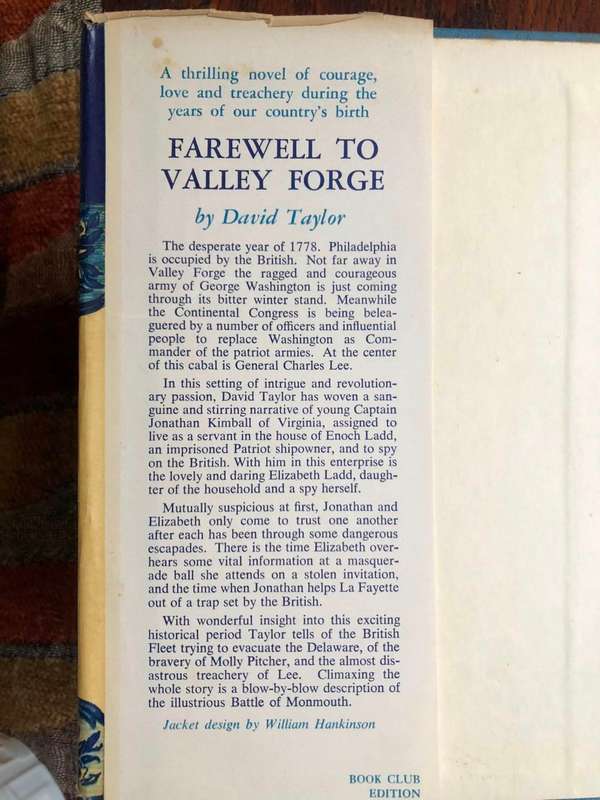 A thrilling novel of courage,
love and treachery during the
years of our country's birth
FAREWELL TO
VALLEY FORGE
by David Taylor
The desperate year of 1778. Philadelphia
is occupied by the British. Not far away in
Valley Forge the ragged and courageous
army of George Washington is just coming
through its bitter winter stand. Meanwhile
the Continental Congress is being belea-
guered by a number of officers and influential
people to replace Washington as Com-
mander of the patriot armies. At the center
of this cabal is General Charles Lee.
In this setting of intrigue and revolution-
ary passion, David Taylor has woven a san-
guine and stirring narrative of young Captain
Jonathan Kimball of Virginia, assigned to
live as a servant in the house of Enoch Ladd,
an imprisoned Patriot shipowner, and to spy
on the British. With him in this enterprise is
the lovely and daring Elizabeth Ladd, daugh-
ter of the household and a spy herself.
Mutually suspicious at first, Jonathan and
Elizabeth only come to trust one another
after each has been through some dangerous
escapades. There is the time Elizabeth over-
hears some vital information at a masquer-
ade ball she attends on a stolen invitation,
and the time when Jonathan helps La Fayette
out of a trap set by the British.
With wonderful insight into this exciting
historical period Taylor tells of the British
Fleet trying to evacuate the Delaware, of the
bravery of Molly Pitcher, and the almost dis-
astrous treachery of Lee. Climaxing the
whole story is a blow-by-blow description of
the illustrious Battle of Monmouth.
Jacket design by William Hankinson
BOOK CLUB
EDITION